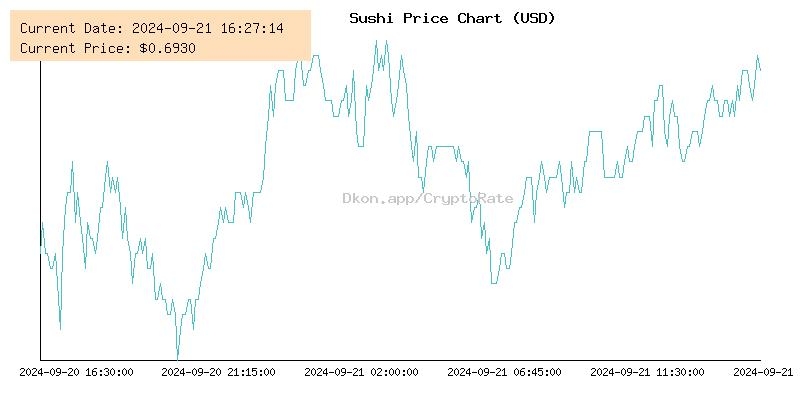 Sushi Price Chart (USD)
Current Date: 2024-09-21 16:27:14
Current Price: $0.6930
Dkon.app/CryptoRate
2024-09-20 16:30:00 2024-09-20 21:15:00 2024-09-21 02:00:00 2024-09-21 06:45:00 2024-09-21 11:30:00 2024-09-21